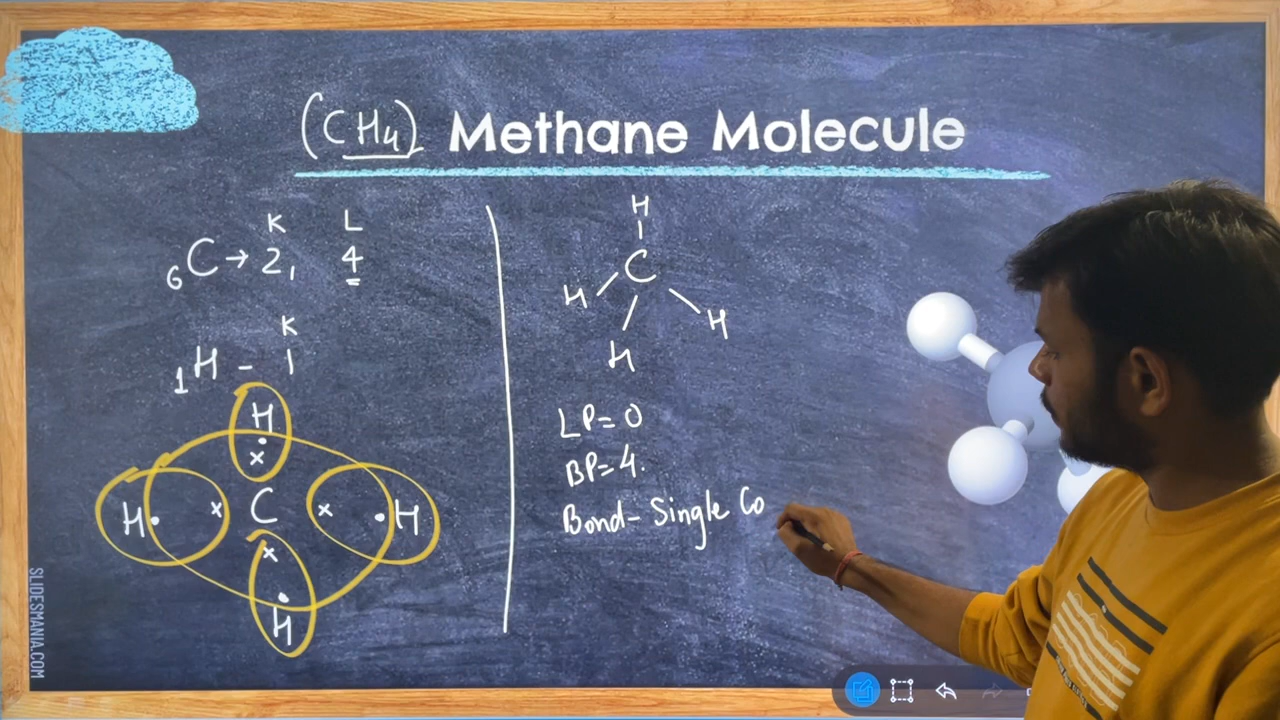 (CH4) Methane Molecule
K L
6C → 2, 4
K
1H - 1
H
• x
H • x C x • H
x
•
H
H
C
H H
H
LP=0
BP=4.
Bond- Single Co
SLIDESMANIA.COM